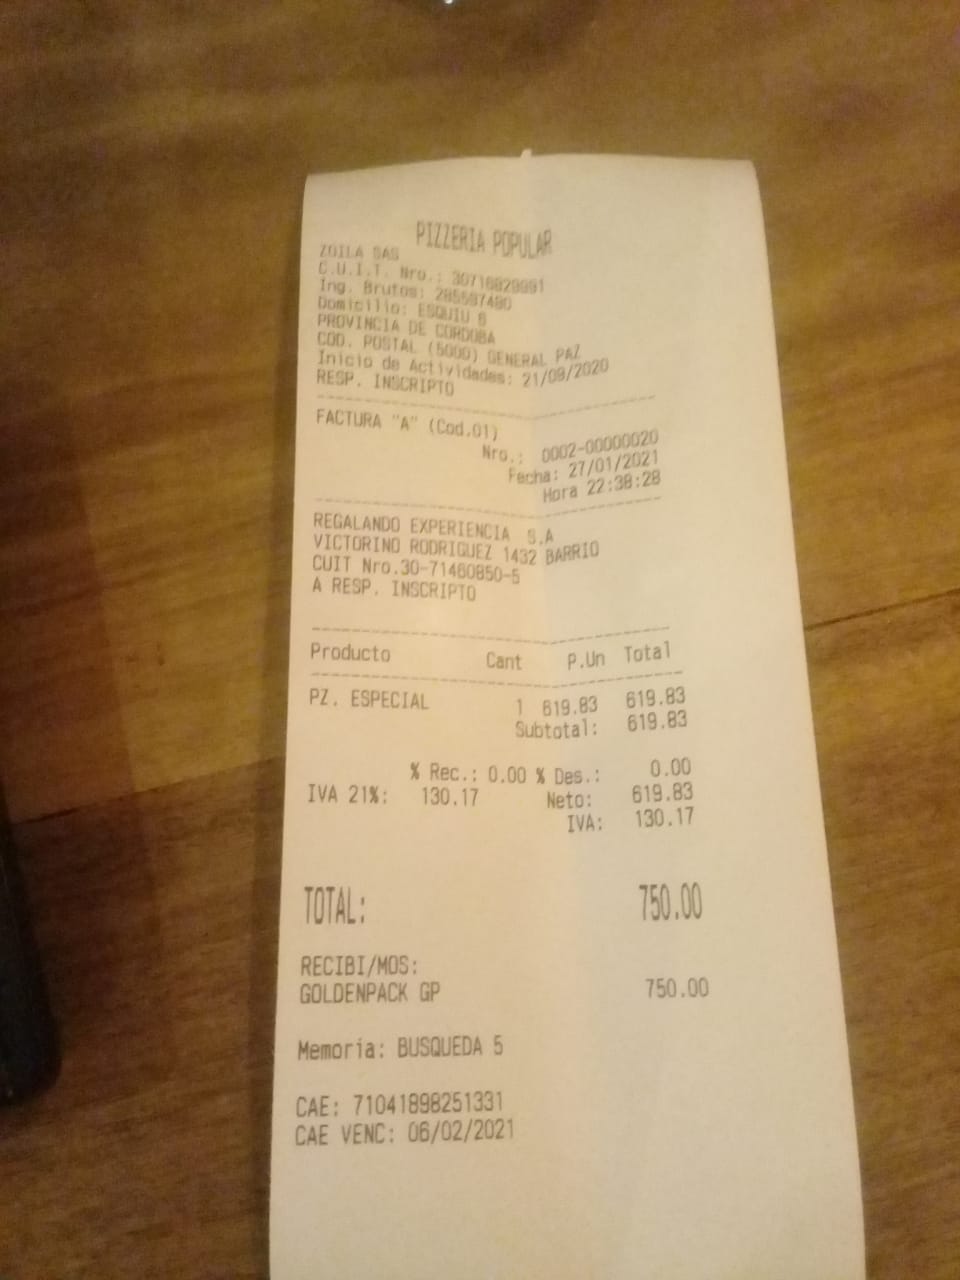 PIZZERIA POPULAR
ZOILA SAS
C.U.I.T. Nro.: 30716829991
Ing. Brutos: 285597490
Domicilio: ESQUIU 6
PROVINCIA DE CORDOBA
COD. POSTAL (5000) GENERAL PAZ
Inicio de Actividades: 21/09/2020
RESP. INSCRIPTO
FACTURA "A" (Cod.01)
Nro.: 0002-00000020
Fecha: 27/01/2021
Hora 22:38:28
REGALANDO EXPERIENCIA S.A
VICTORINO RODRIGUEZ 1432 BARRIO
CUIT Nro.30-71460850-5
A RESP. INSCRIPTO
Producto Cant P.Un Total
PZ. ESPECIAL 1 619.83 619.83
Subtotal: 619.83
% Rec.: 0.00 % Des.: 0.00
IVA 21%: 130.17 Neto: 619.83
IVA: 130.17
TOTAL: 750.00
RECIBI/MOS:
GOLDENPACK GP 750.00
Memoria: BUSQUEDA 5
CAE: 71041898251331
CAE VENC: 06/02/2021